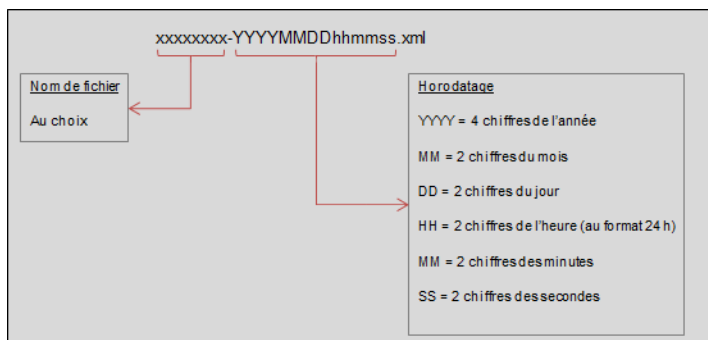 xxxxxxxx-YYYYMMDDhhmmss.xml
Nom de fichier
Au choix
Horodatage
YYYY = 4 chiffres de l'année
MM = 2 chiffres du mois
DD = 2 chiffres du jour
HH = 2 chiffres de l'heure (au format 24 h)
MM = 2 chiffres des minutes
SS = 2 chiffres des secondes